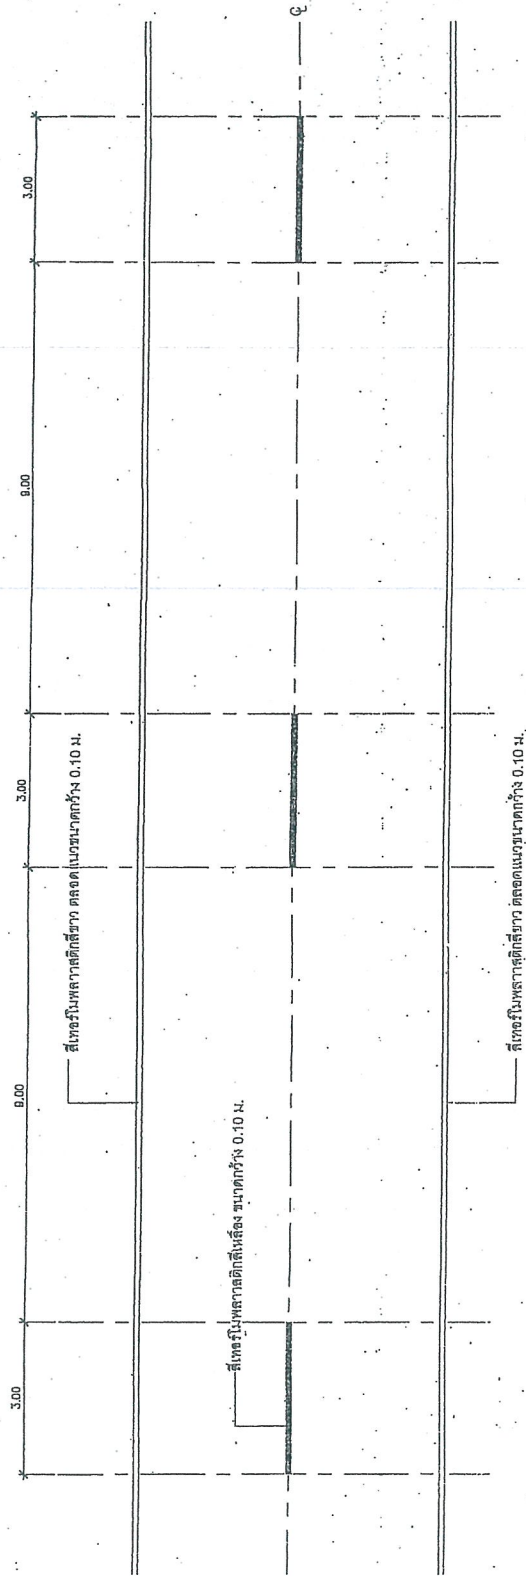 3.00
9.00
3.00
9.00
3.00
สีเทอร์โมพลาาสติกสีขาว ตลอดแนวขนาดกว้าง 0.10 ม.
สีเทอร์โมพลาาสติกสีเหลือง ขนาดกว้าง 0.10 ม.
สีเทอร์โมพลาาสติกสีขาว ตลอดแนวขนาดกว้าง 0.10 ม.
℄